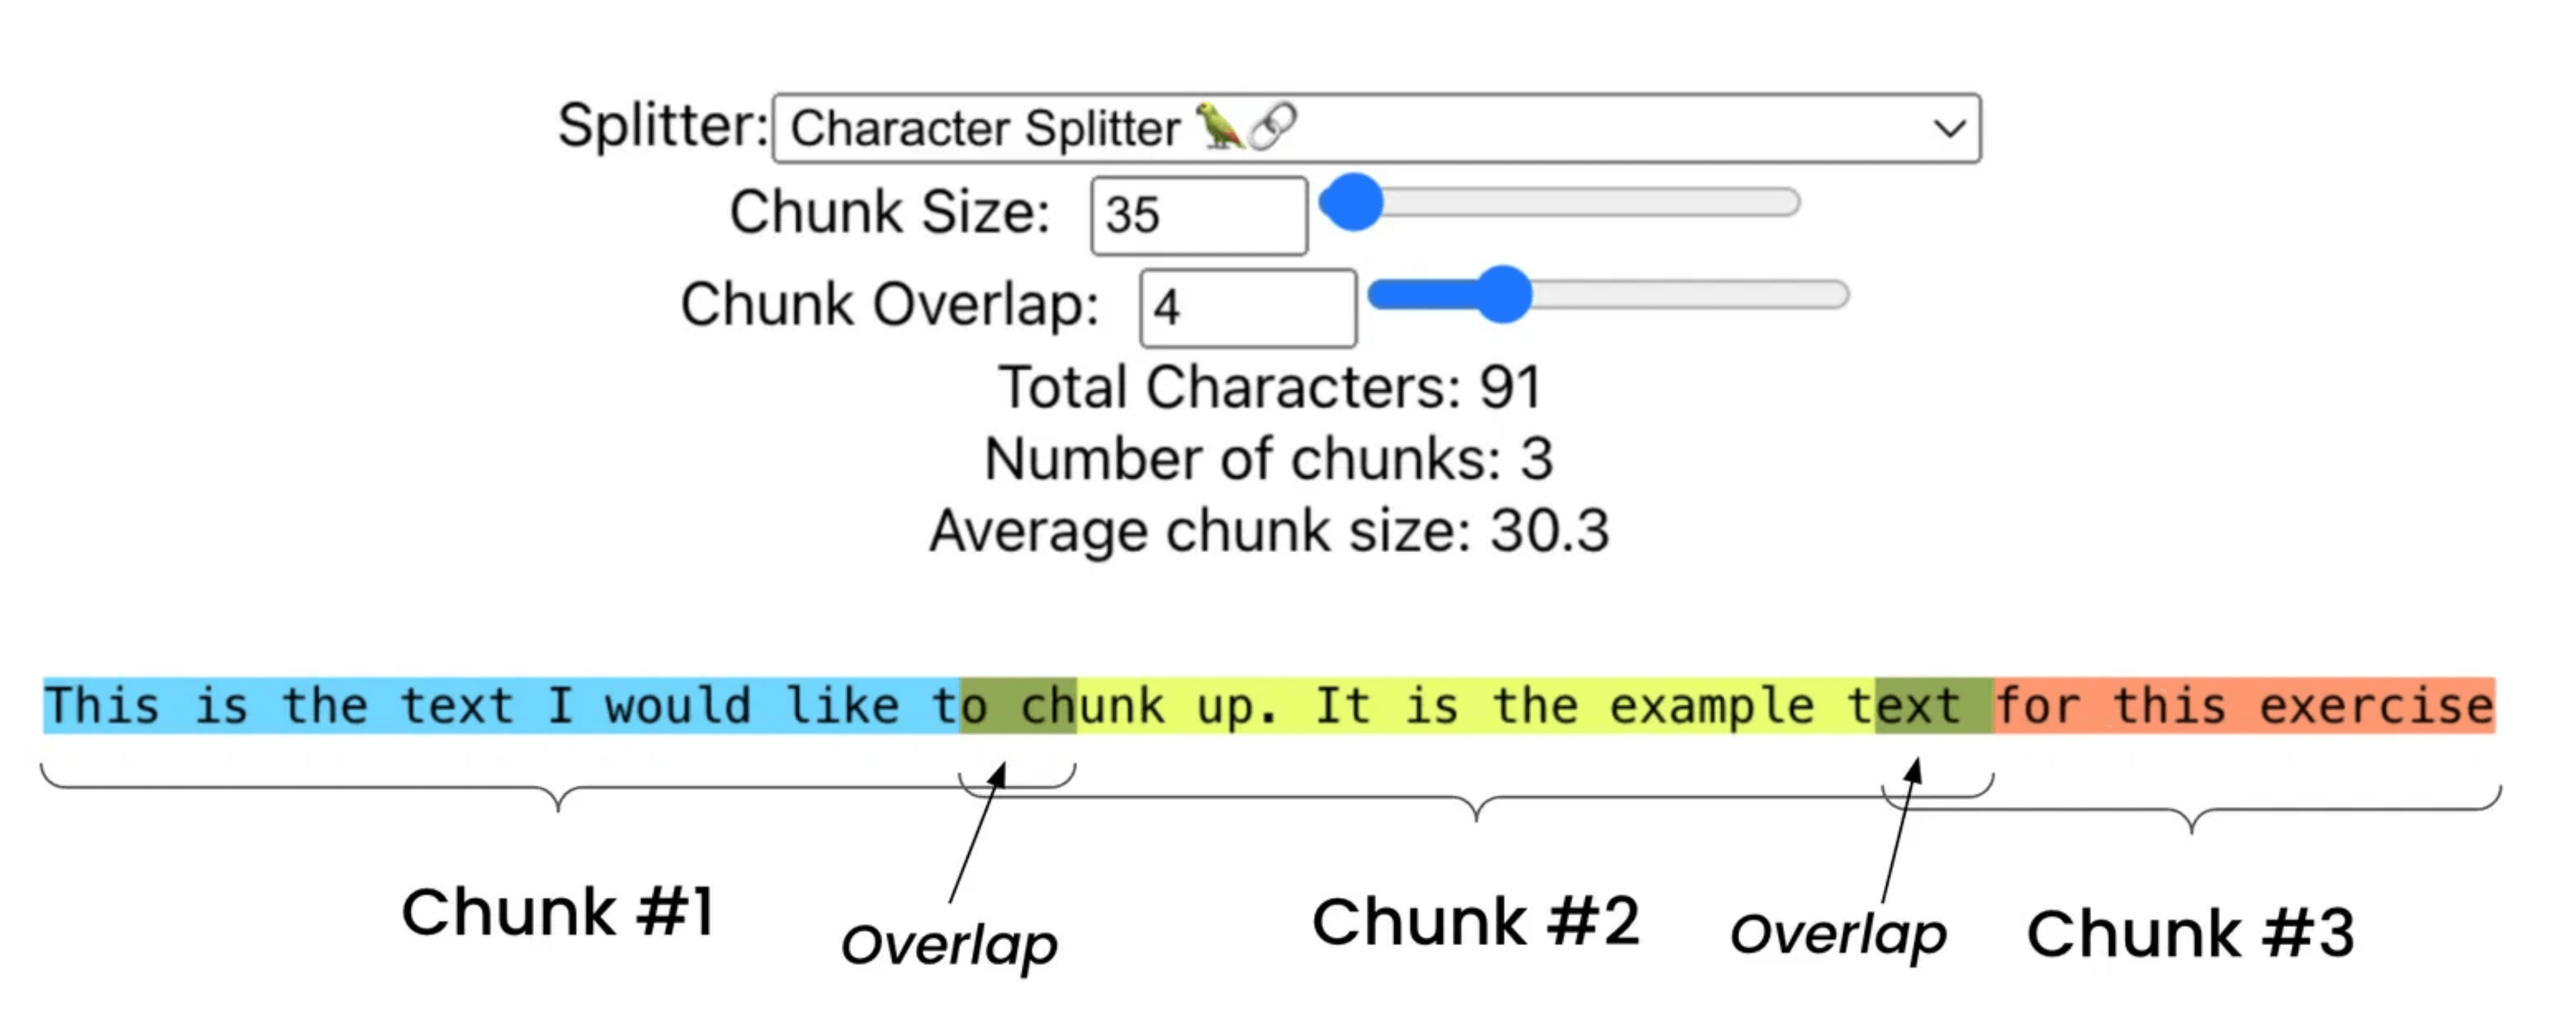 Splitter: Character Splitter 🦜🔗
Chunk Size: 35
Chunk Overlap: 4
Total Characters: 91
Number of chunks: 3
Average chunk size: 30.3
This is the text I would like to chunk up. It is the example text for this exercise
Chunk #1
Overlap
Chunk #2
Overlap
Chunk #3